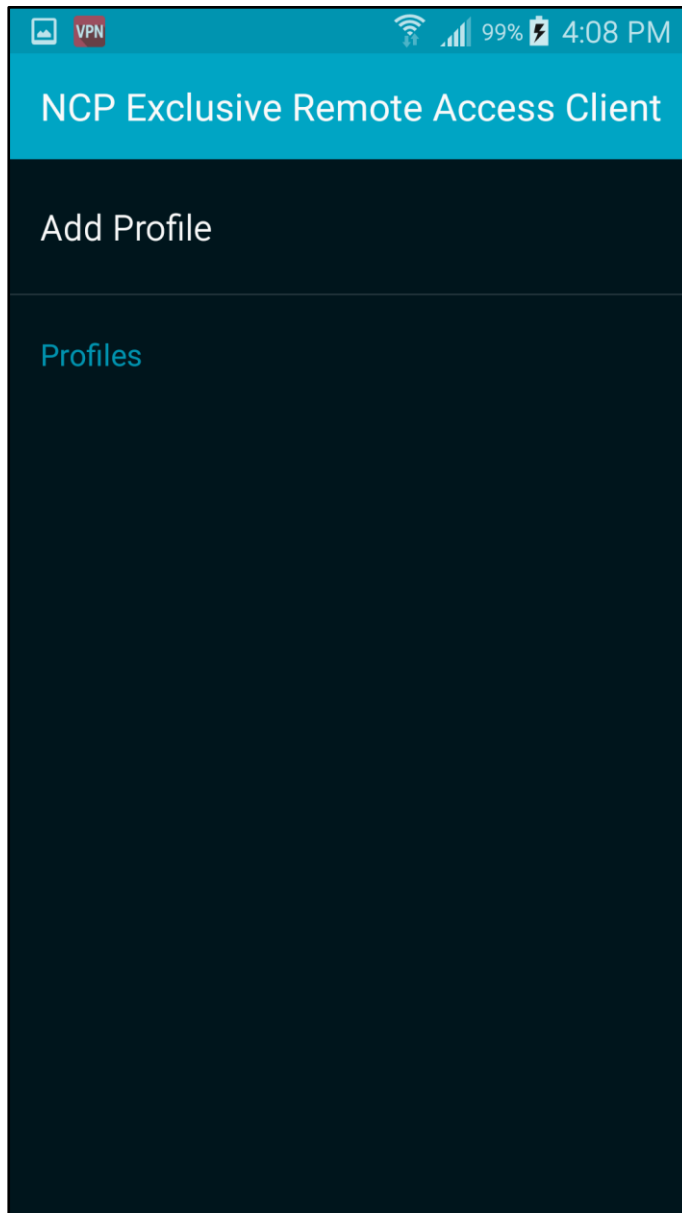 VPN 99% 4:08 PM
NCP Exclusive Remote Access Client
Add Profile
Profiles